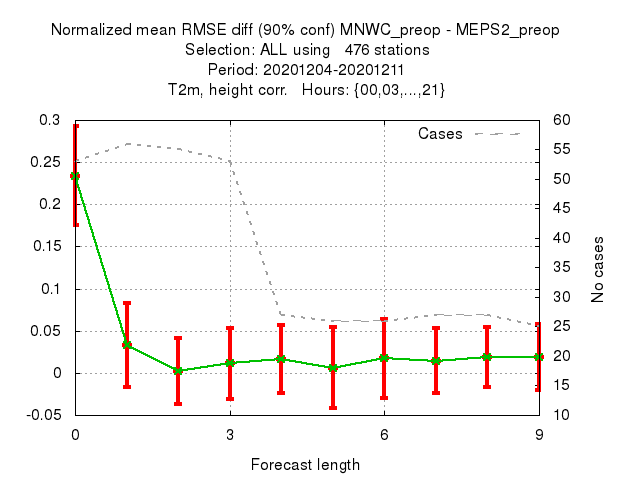 Normalized mean RMSE diff (90% conf) MNWC_preop - MEPS2_preop
Selection: ALL using 476 stations
Period: 20201204-20201211
T2m, height corr. Hours: {00,03,...,21}
Cases
0.3
0.25
0.2
0.15
0.1
0.05
0
-0.05
60
55
50
45
40
35
30
25
20
15
10
No cases
0 3 6 9
Forecast length